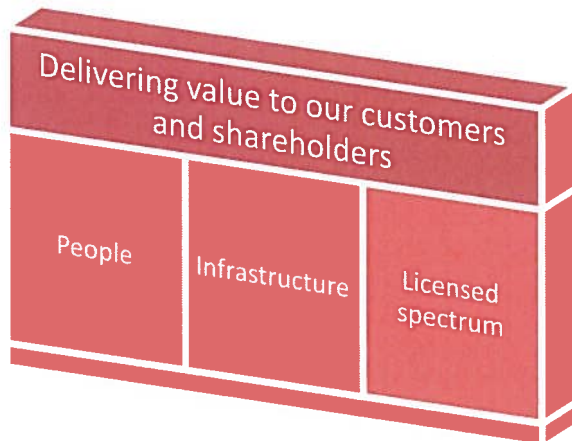 Delivering value to our customers
and shareholders
People
Infrastructure
Licensed
spectrum